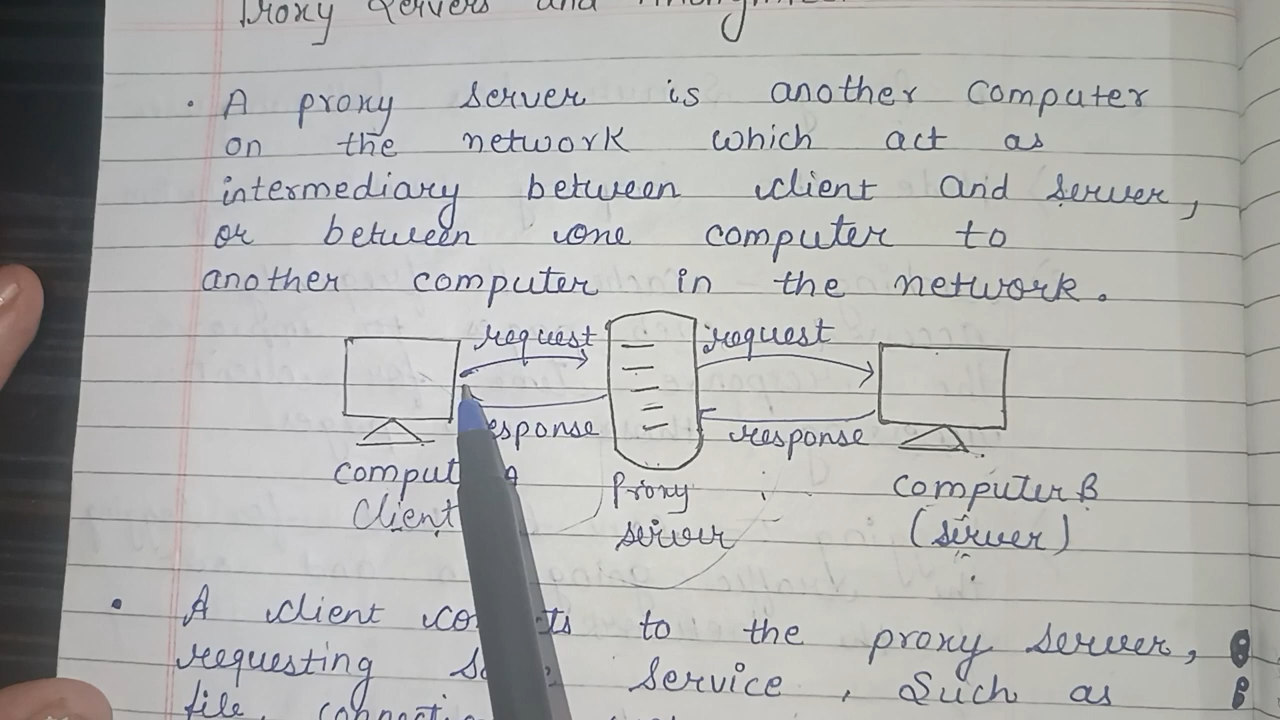 Proxy Servers and
. A proxy server is another computer
on the network which act as
intermediary between client and server,
or between one computer to
another computer in the network.
request request
response response
Computer A Proxy Computer B
Client server (server)
. A client to the proxy server,
requesting service, such as
file,